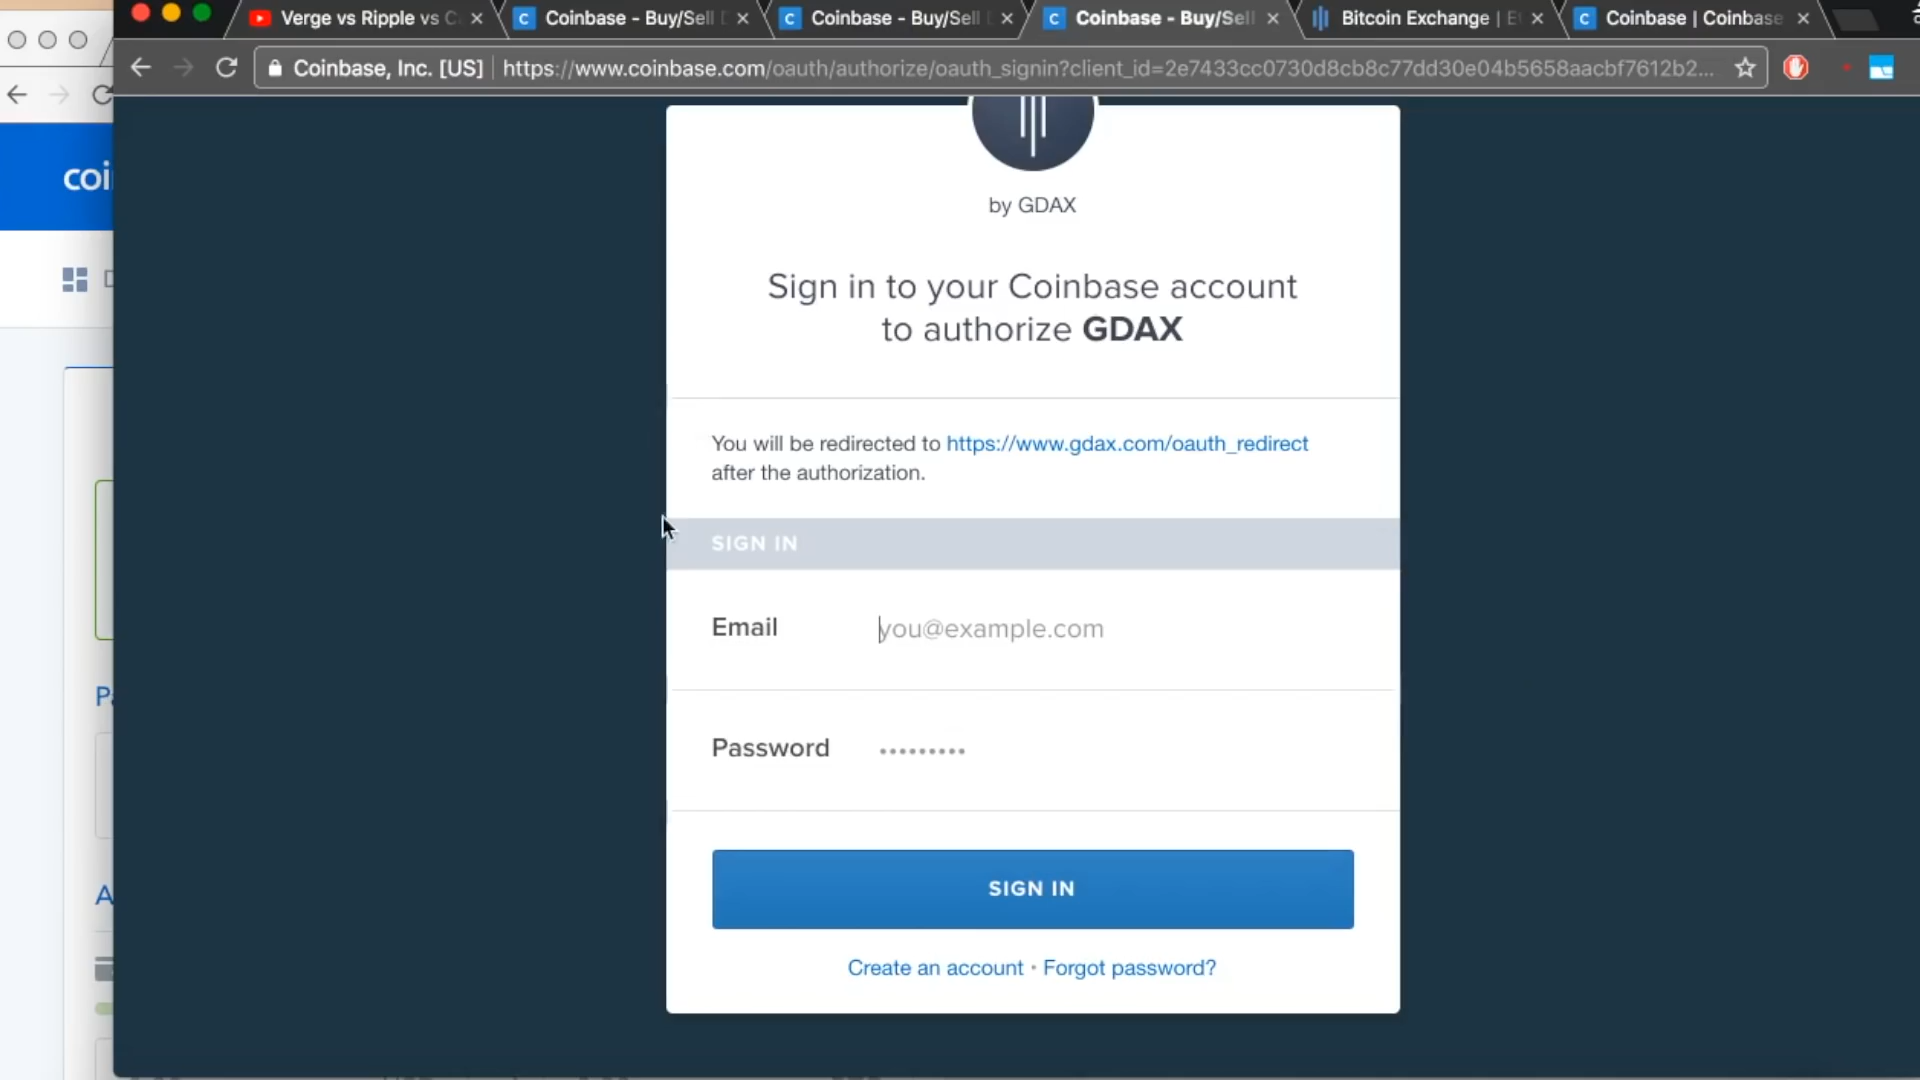 Verge vs Ripple vs C
Coinbase - Buy/Sell
Coinbase - Buy/Sell
Coinbase - Buy/Sell
Bitcoin Exchange | E
Coinbase | Coinbase
Coinbase, Inc. [US] https://www.coinbase.com/oauth/authorize/oauth_signin?client_id=2e7433cc0730d8cb8c77dd30e04b5658aacbf7612b2...
coi
by GDAX
Sign in to your Coinbase account
to authorize GDAX
You will be redirected to https://www.gdax.com/oauth_redirect
after the authorization.
SIGN IN
Email you@example.com
Password
SIGN IN
Create an account • Forgot password?